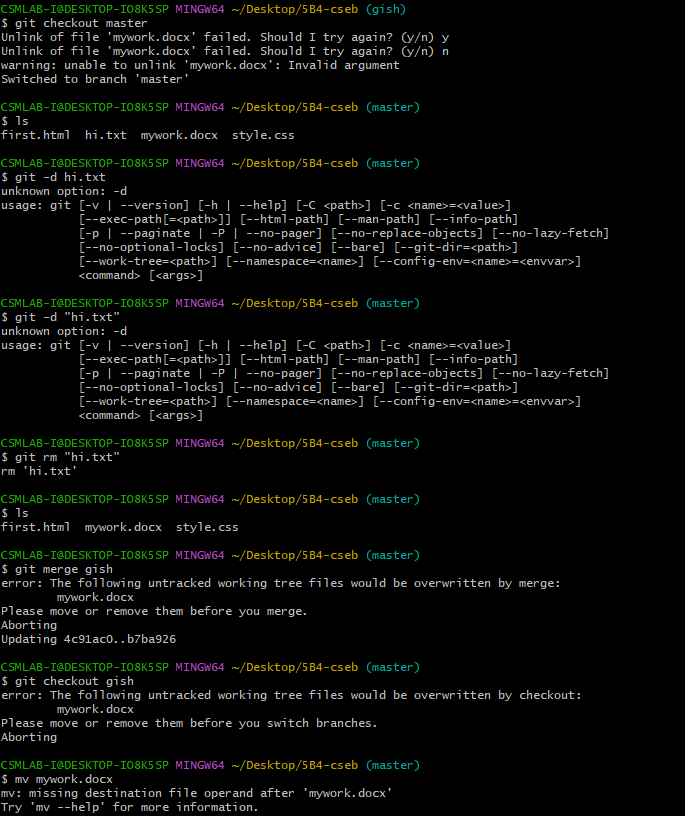 CSMLAB-I@DESKTOP-IO8K5SP MINGW64 ~/Desktop/5B4-cseb (gish)
$ git checkout master
Unlink of file 'mywork.docx' failed. Should I try again? (y/n) y
Unlink of file 'mywork.docx' failed. Should I try again? (y/n) n
warning: unable to unlink 'mywork.docx': Invalid argument
Switched to branch 'master'
CSMLAB-I@DESKTOP-IO8K5SP MINGW64 ~/Desktop/5B4-cseb (master)
$ ls
first.html  hi.txt  mywork.docx  style.css
CSMLAB-I@DESKTOP-IO8K5SP MINGW64 ~/Desktop/5B4-cseb (master)
$ git -d hi.txt
unknown option: -d
usage: git [-v | --version] [-h | --help] [-C <path>] [-c <name>=<value>]
           [--exec-path[=<path>]] [--html-path] [--man-path] [--info-path]
           [-p | --paginate | -P | --no-pager] [--no-replace-objects] [--no-lazy-fetch]
           [--no-optional-locks] [--no-advice] [--bare] [--git-dir=<path>]
           [--work-tree=<path>] [--namespace=<name>] [--config-env=<name>=<envvar>]
           <command> [<args>]
CSMLAB-I@DESKTOP-IO8K5SP MINGW64 ~/Desktop/5B4-cseb (master)
$ git -d "hi.txt"
unknown option: -d
usage: git [-v | --version] [-h | --help] [-C <path>] [-c <name>=<value>]
           [--exec-path[=<path>]] [--html-path] [--man-path] [--info-path]
           [-p | --paginate | -P | --no-pager] [--no-replace-objects] [--no-lazy-fetch]
           [--no-optional-locks] [--no-advice] [--bare] [--git-dir=<path>]
           [--work-tree=<path>] [--namespace=<name>] [--config-env=<name>=<envvar>]
           <command> [<args>]
CSMLAB-I@DESKTOP-IO8K5SP MINGW64 ~/Desktop/5B4-cseb (master)
$ git rm "hi.txt"
rm 'hi.txt'
CSMLAB-I@DESKTOP-IO8K5SP MINGW64 ~/Desktop/5B4-cseb (master)
$ ls
first.html  mywork.docx  style.css
CSMLAB-I@DESKTOP-IO8K5SP MINGW64 ~/Desktop/5B4-cseb (master)
$ git merge gish
error: The following untracked working tree files would be overwritten by merge:
        mywork.docx
Please move or remove them before you merge.
Aborting
Updating 4c91ac0..b7ba926
CSMLAB-I@DESKTOP-IO8K5SP MINGW64 ~/Desktop/5B4-cseb (master)
$ git checkout gish
error: The following untracked working tree files would be overwritten by checkout:
        mywork.docx
Please move or remove them before you switch branches.
Aborting
CSMLAB-I@DESKTOP-IO8K5SP MINGW64 ~/Desktop/5B4-cseb (master)
$ mv mywork.docx
mv: missing destination file operand after 'mywork.docx'
Try 'mv --help' for more information.